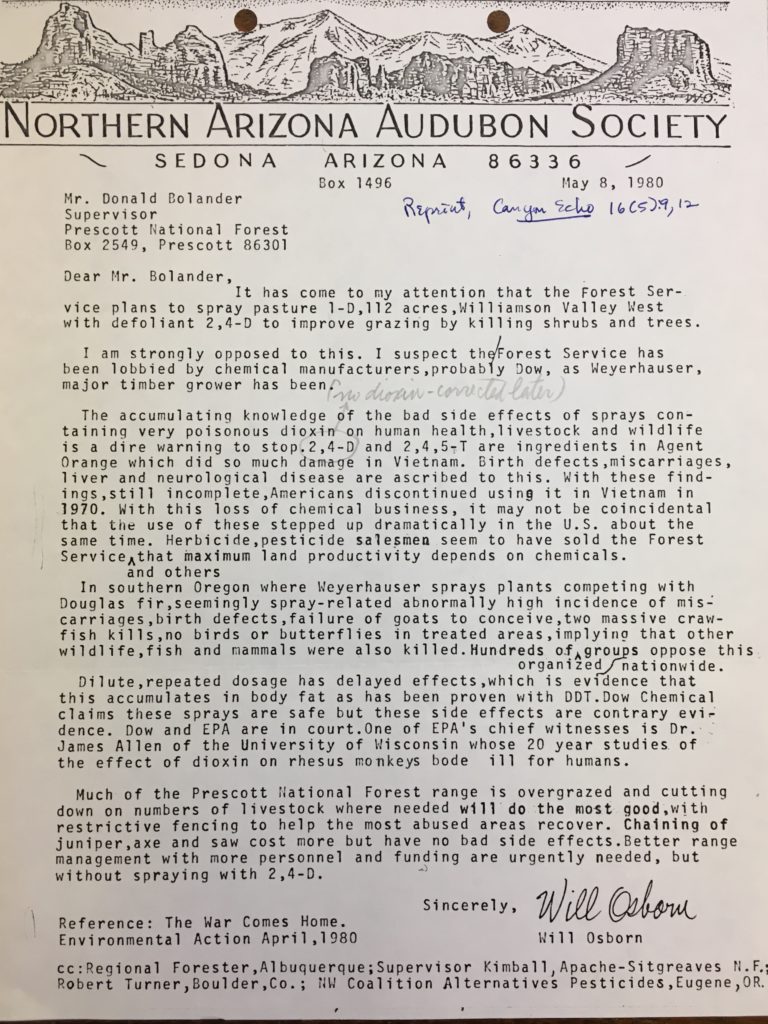 W.O.
NORTHERN ARIZONA AUDUBON SOCIETY
SEDONA ARIZONA 86336
Box 1496 May 8, 1980
Mr. Donald Bolander
Reprint, Canyon Echo 16(5):9,12
Supervisor
Prescott National Forest
Box 2549, Prescott 86301
Dear Mr. Bolander,
It has come to my attention that the Forest Ser-
vice plans to spray pasture 1-D,112 acres,Williamson Valley West
with defoliant 2,4-D to improve grazing by killing shrubs and trees.
I am strongly opposed to this. I suspect the/Forest Service has
been lobbied by chemical manufacturers,probably Dow, as Weyerhauser,
major timber grower has been.
(no dioxin-corrected later)
The accumulating knowledge of the bad side effects of sprays con-
taining very poisonous dioxin on human health,livestock and wildlife
is a dire warning to stop.2,4-D and 2,4,5-T are ingredients in Agent
Orange which did so much damage in Vietnam. Birth defects,miscarriages,
liver and neurological disease are ascribed to this. With these find-
ings,still incomplete,Americans discontinued using it in Vietnam in
1970. With this loss of chemical business, it may not be coincidental
that the use of these stepped up dramatically in the U.S. about the
same time. Herbicide,pesticide salesmen seem to have sold the Forest
Service^that maximum land productivity depends on chemicals.
and others
In southern Oregon where Weyerhauser sprays plants competing with
Douglas fir,seemingly spray-related abnormally high incidence of mis-
carriages,birth defects,failure of goats to conceive,two massive craw-
fish kills,no birds or butterflies in treated areas,implying that other
wildlife,fish and mammals were also killed.Hundreds of^groups oppose this
organized/nationwide.
Dilute,repeated dosage has delayed effects,which is evidence that
this accumulates in body fat as has been proven with DDT.Dow Chemical
claims these sprays are safe but these side effects are contrary evi-
dence. Dow and EPA are in court.One of EPA's chief witnesses is Dr.
James Allen of the University of Wisconsin whose 20 year studies of
the effect of dioxin on rhesus monkeys bode ill for humans.
Much of the Prescott National Forest range is overgrazed and cutting
down on numbers of livestock where needed will do the most good,with
restrictive fencing to help the most abused areas recover. Chaining of
juniper,axe and saw cost more but have no bad side effects.Better range
management with more personnel and funding are urgently needed, but
without spraying with 2,4-D.
Sincerely, Will Osborn
Reference: The War Comes Home.
Environmental Action April,1980 Will Osborn
cc:Regional Forester,Albuquerque;Supervisor Kimball,Apache-Sitgreaves N.F.;
Robert Turner,Boulder,Co.; NW Coalition Alternatives Pesticides,Eugene,OR.